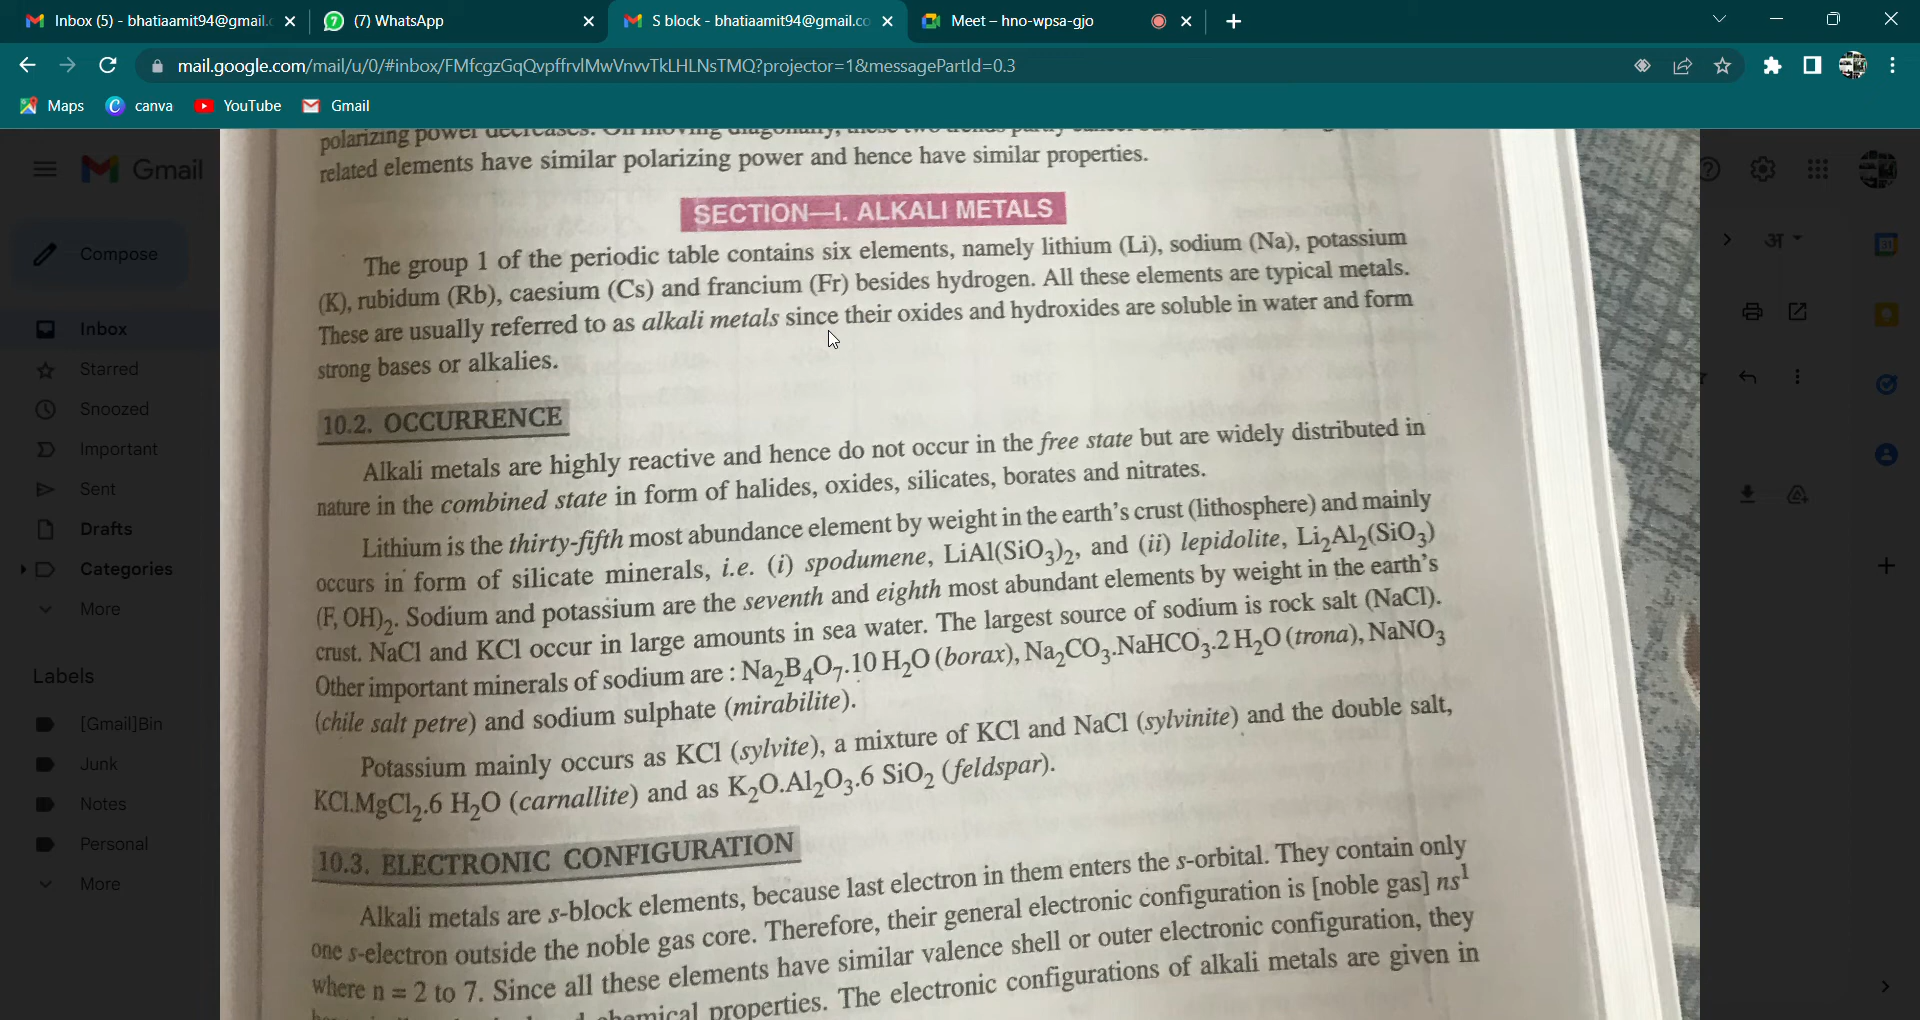 Inbox (5) - bhatiaamit94@gmail.
(7) WhatsApp
S block - bhatiaamit94@gmail.co
Meet – hno-wpsa-gjo
mail.google.com/mail/u/0/#inbox/FMfcgzGqQvpffrvlMwVnvvTkLHLNsTMQ?projector=1&messagePartId=0.3
Maps
canva
YouTube
Gmail
Gmail
Compose
Inbox
Starred
Snoozed
Important
Sent
Drafts
Categories
More
Labels
[Gmail]Bin
Junk
Notes
Personal
More
अ
polarizing power decreases. On moving diagonally, these two trends partly
related elements have similar polarizing power and hence have similar properties.
SECTION—I. ALKALI METALS
The group 1 of the periodic table contains six elements, namely lithium (Li), sodium (Na), potassium
(K), rubidum (Rb), caesium (Cs) and francium (Fr) besides hydrogen. All these elements are typical metals.
These are usually referred to as alkali metals since their oxides and hydroxides are soluble in water and form
strong bases or alkalies.
10.2. OCCURRENCE
Alkali metals are highly reactive and hence do not occur in the free state but are widely distributed in
nature in the combined state in form of halides, oxides, silicates, borates and nitrates.
Lithium is the thirty-fifth most abundance element by weight in the earth's crust (lithosphere) and mainly
occurs in form of silicate minerals, i.e. (i) spodumene, LiAl(SiO₃)₂, and (ii) lepidolite, Li₂Al₂(SiO₃)
(F, OH)₂. Sodium and potassium are the seventh and eighth most abundant elements by weight in the earth's
crust. NaCl and KCl occur in large amounts in sea water. The largest source of sodium is rock salt (NaCl).
Other important minerals of sodium are : Na₂B₄O₇.10 H₂O (borax), Na₂CO₃.NaHCO₃.2 H₂O (trona), NaNO₃
(chile salt petre) and sodium sulphate (mirabilite).
Potassium mainly occurs as KCl (sylvite), a mixture of KCl and NaCl (sylvinite) and the double salt,
KCl.MgCl₂.6 H₂O (carnallite) and as K₂O.Al₂O₃.6 SiO₂ (feldspar).
10.3. ELECTRONIC CONFIGURATION
Alkali metals are s-block elements, because last electron in them enters the s-orbital. They contain only
one s-electron outside the noble gas core. Therefore, their general electronic configuration is [noble gas] ns¹
where n = 2 to 7. Since all these elements have similar valence shell or outer electronic configuration, they
chemical properties. The electronic configurations of alkali metals are given in